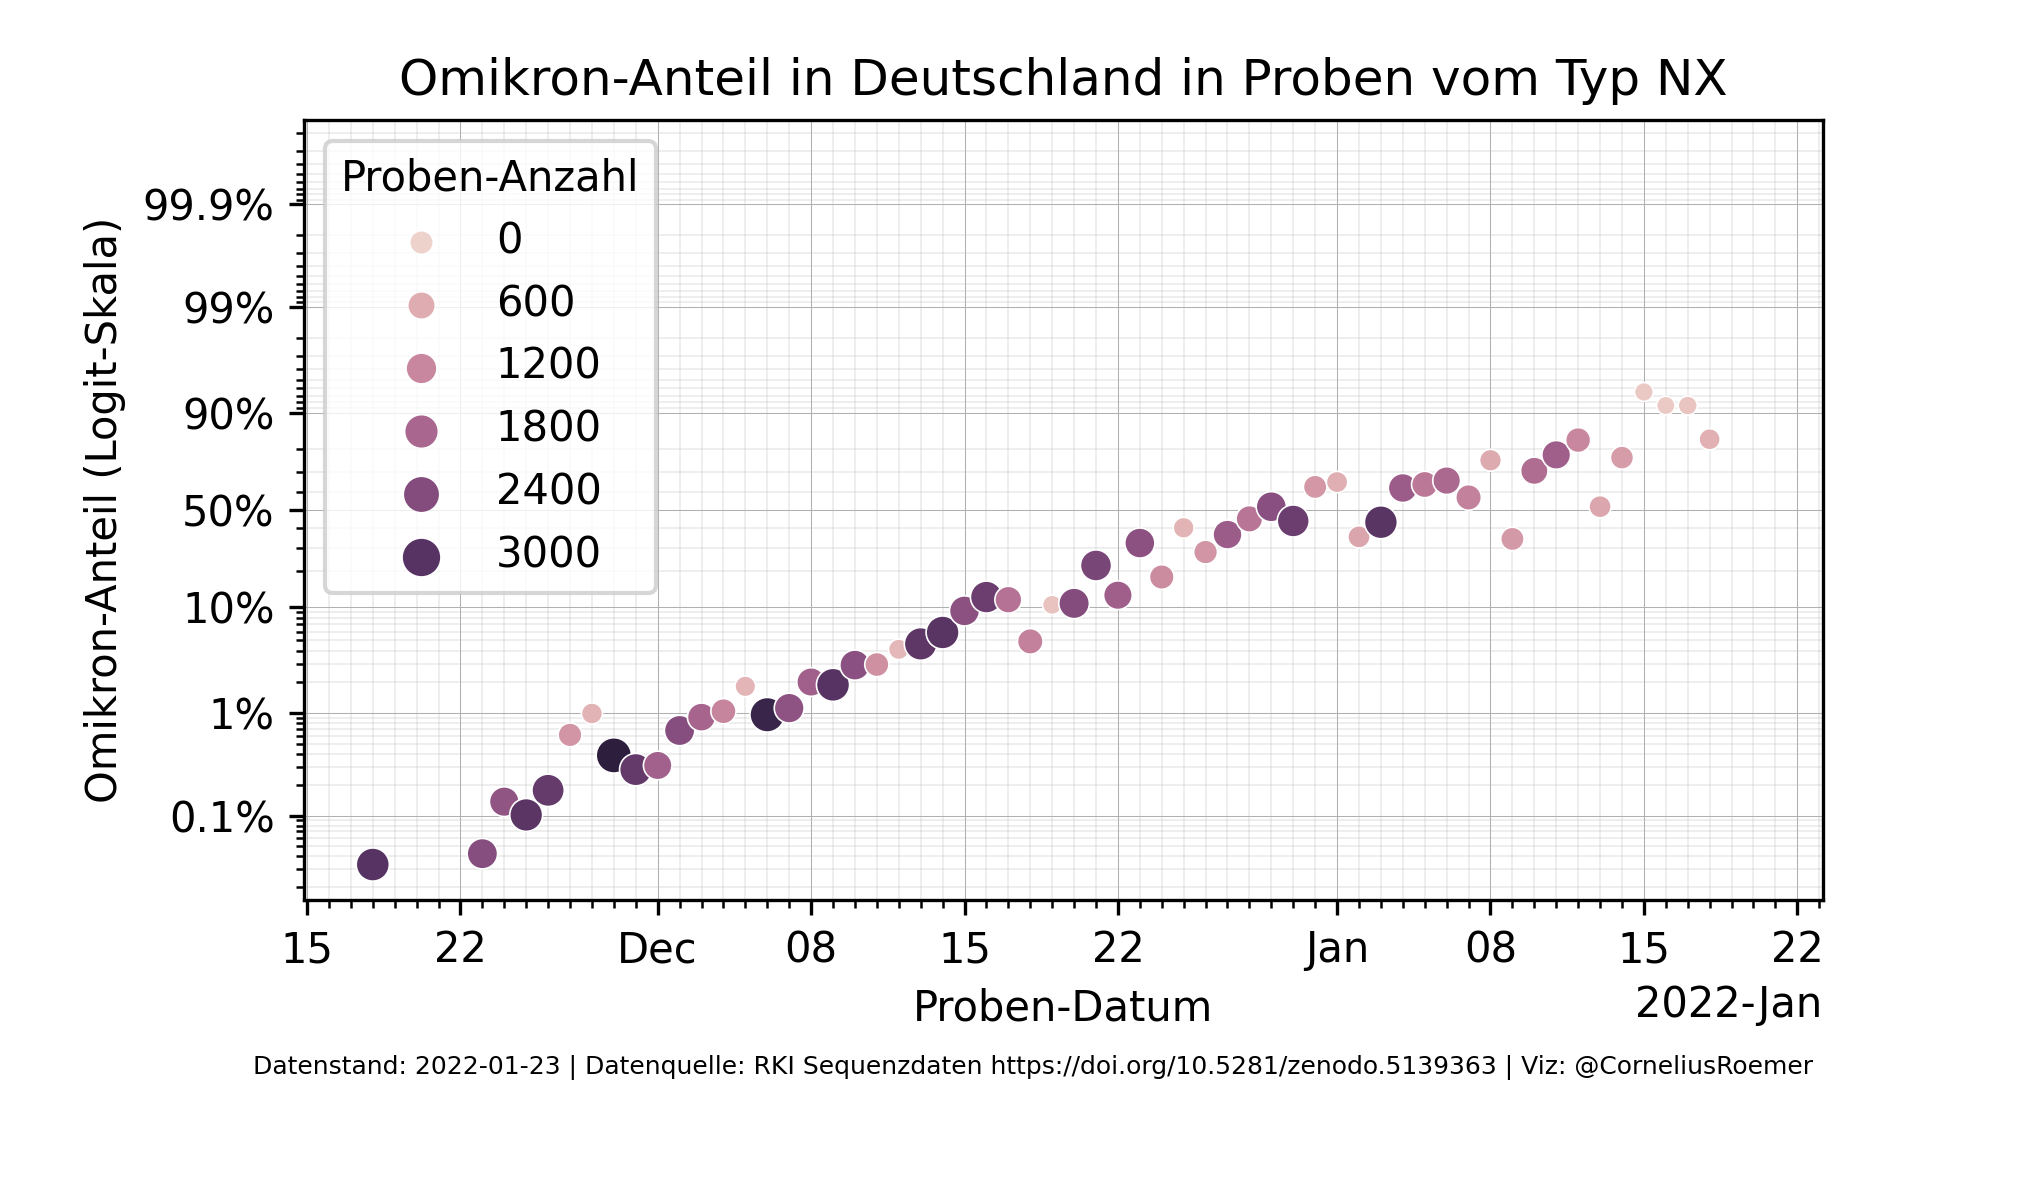 Omikron-Anteil in Deutschland in Proben vom Typ NX
Omikron-Anteil (Logit-Skala)
99.9%
99%
90%
50%
10%
1%
0.1%
Proben-Anzahl
0
600
1200
1800
2400
3000
15 22 Dec 08 15 22 Jan 08 15 22
Proben-Datum
2022-Jan
Datenstand: 2022-01-23 | Datenquelle: RKI Sequenzdaten https://doi.org/10.5281/zenodo.5139363 | Viz: @CorneliusRoemer